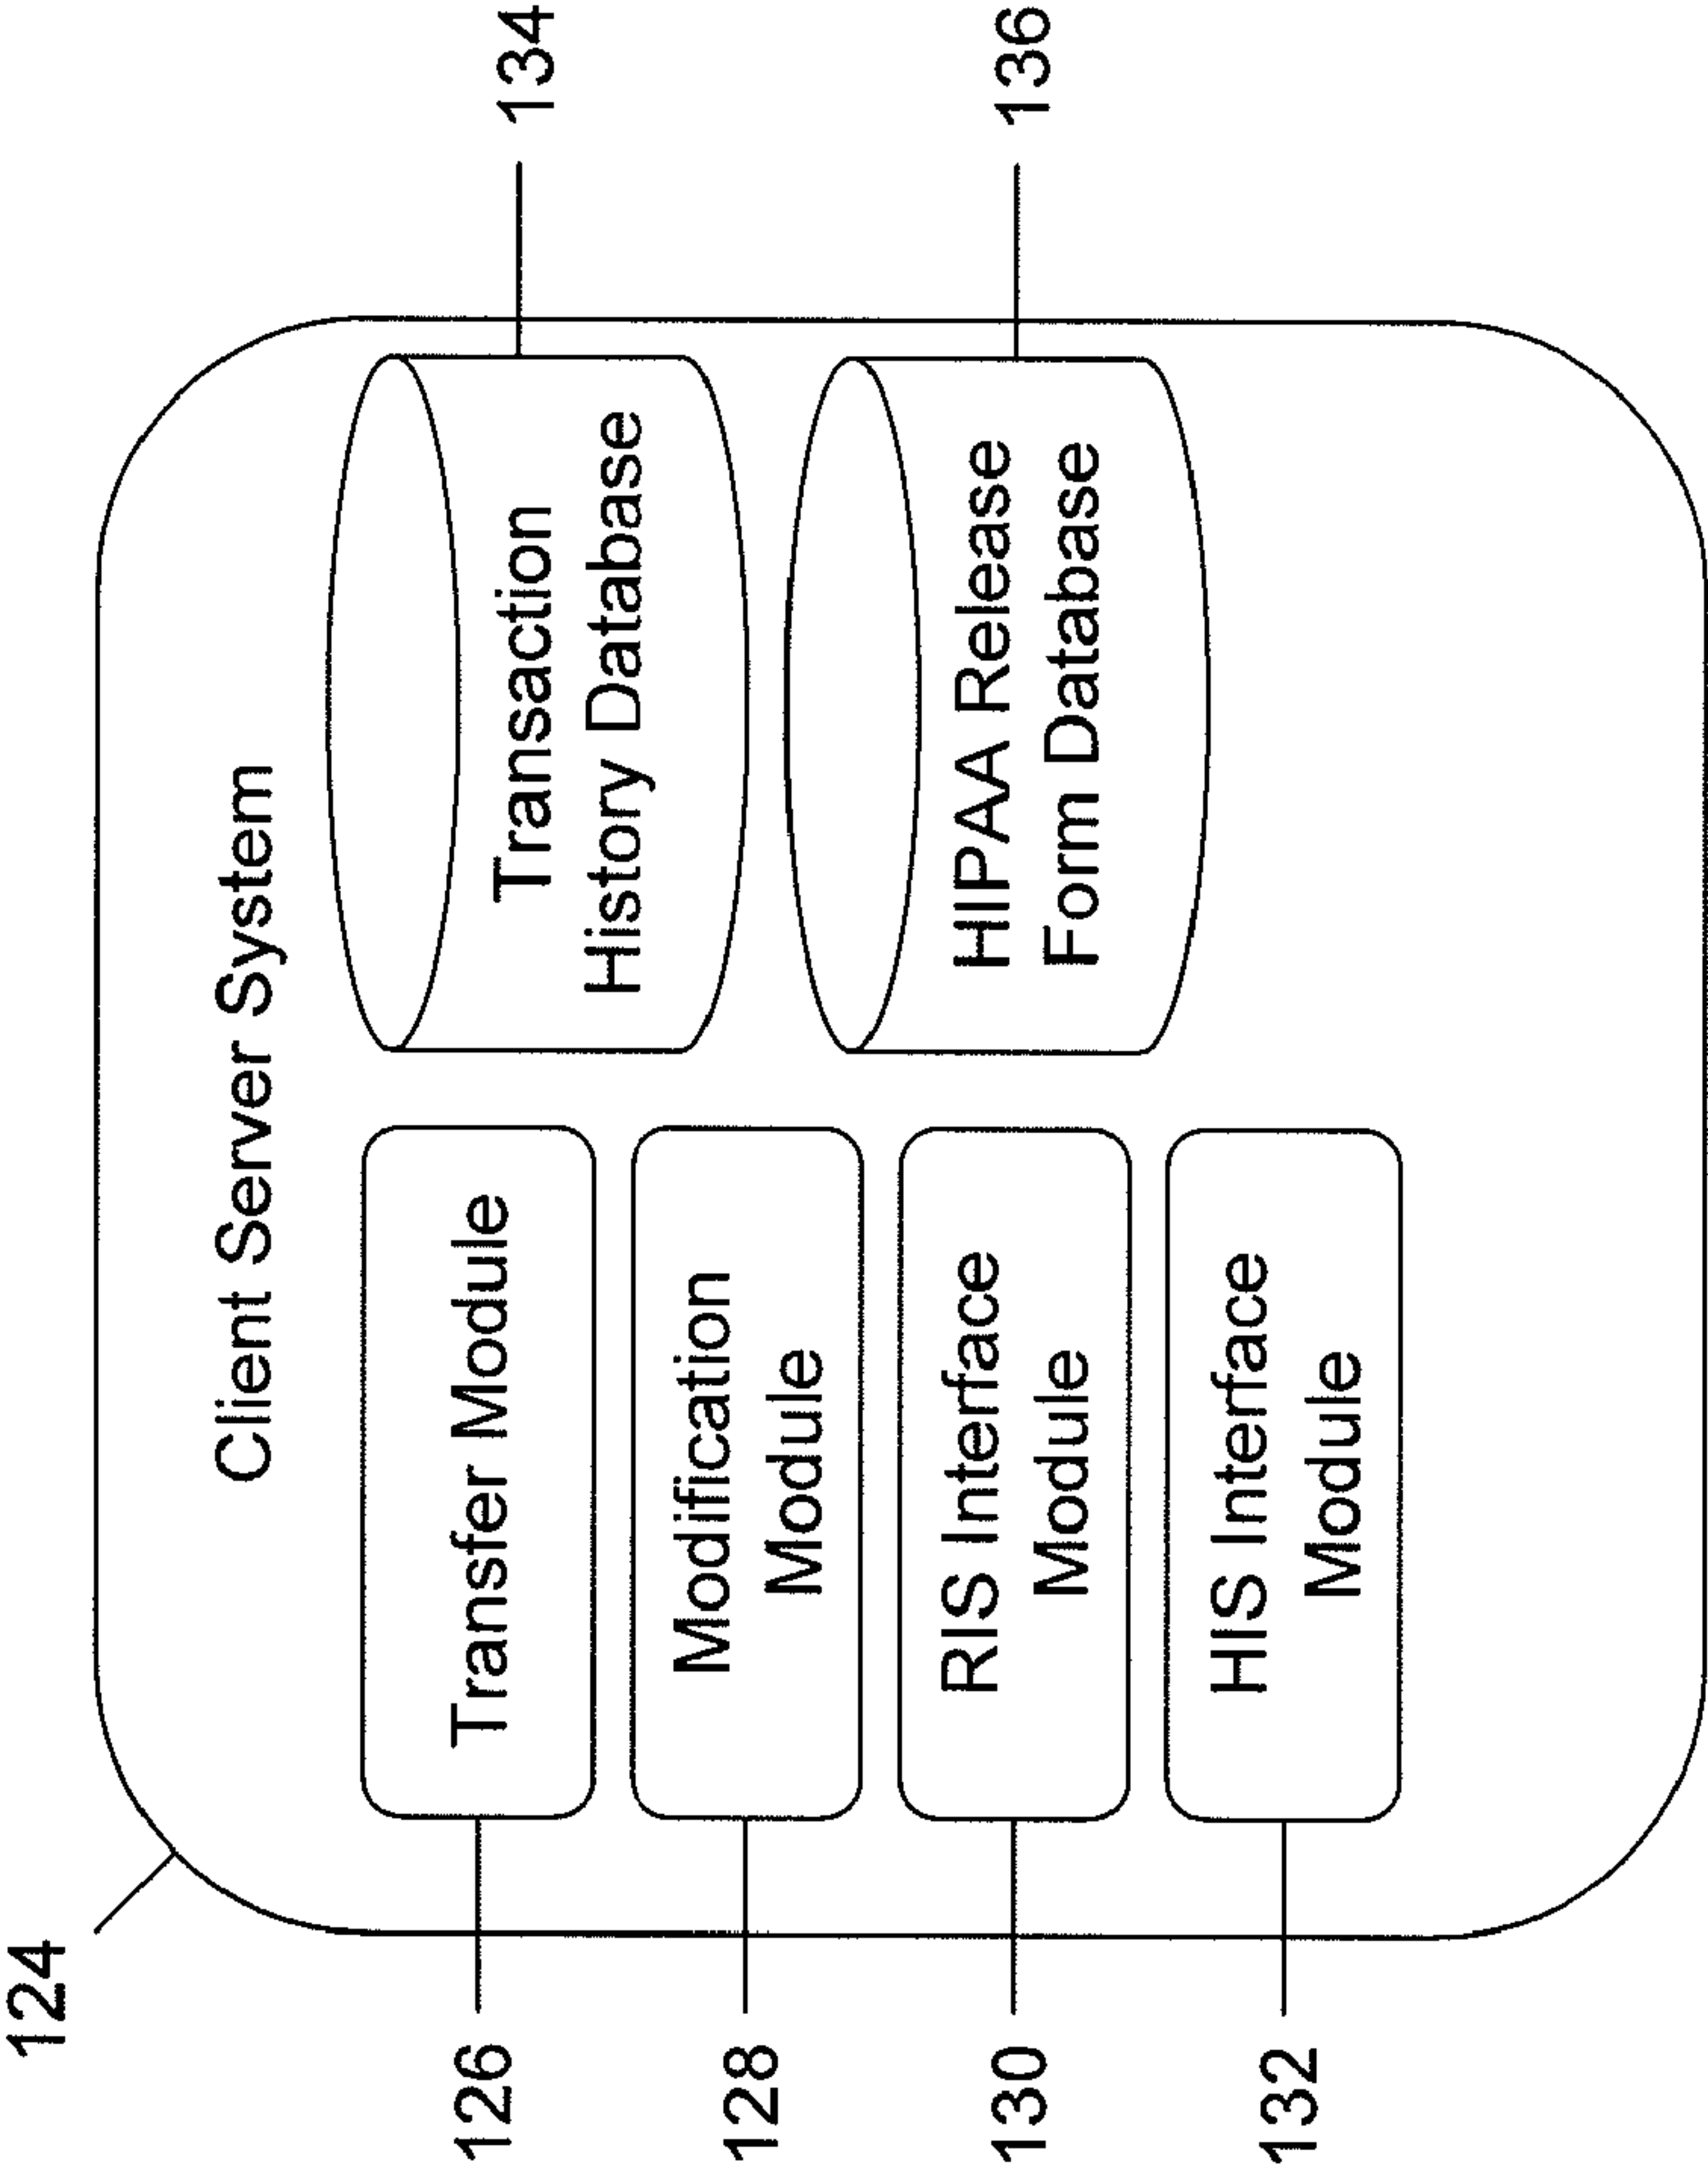 124
Client Server System
126
Transfer Module
128
Modification
Module
130
RIS Interface
Module
132
HIS Interface
Module
Transaction
History Database
134
HIPAA Release
Form Database
136